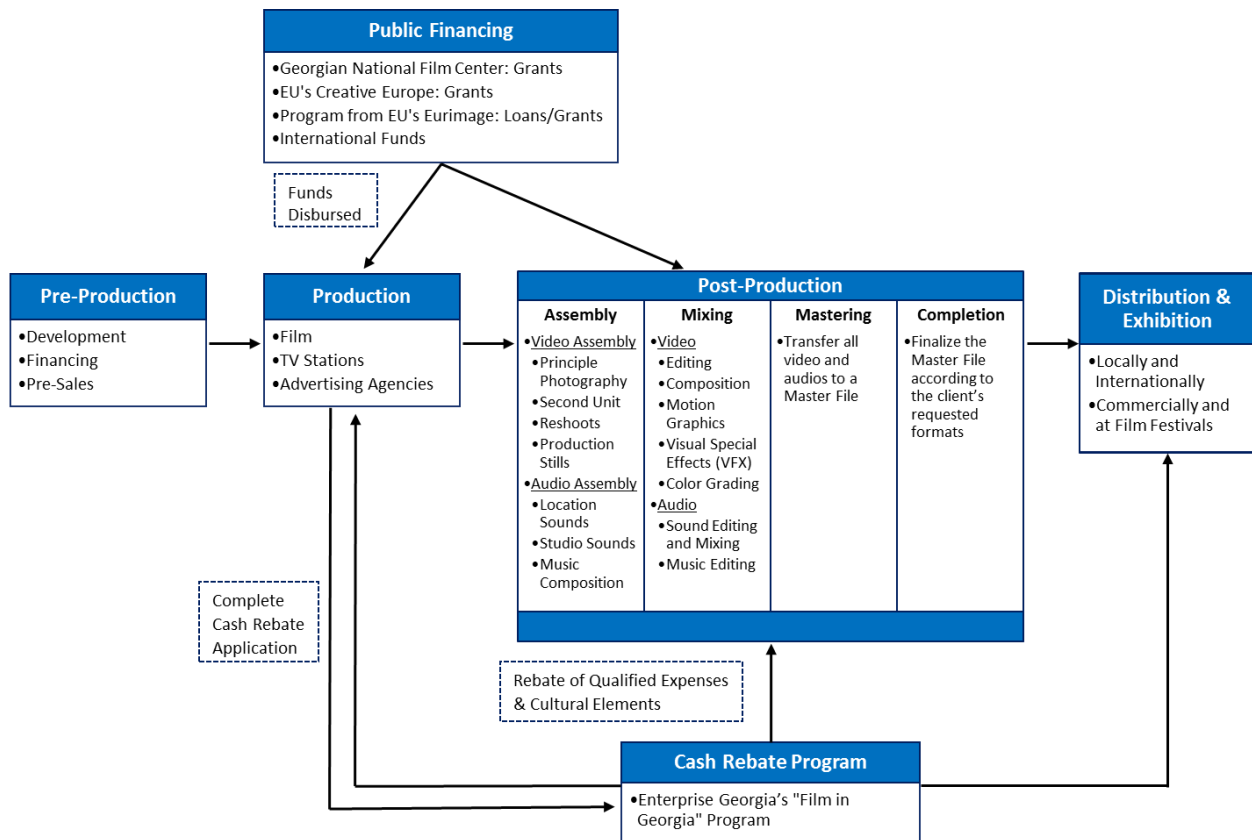 Public Financing
•Georgian National Film Center: Grants
•EU's Creative Europe: Grants
•Program from EU's Eurimage: Loans/Grants
•International Funds
Funds
Disbursed
Pre-Production
•Development
•Financing
•Pre-Sales
Production
•Film
•TV Stations
•Advertising Agencies
Post-Production
Assembly
•Video Assembly
•Principle
Photography
•Second Unit
•Reshoots
•Production
Stills
•Audio Assembly
•Location
Sounds
•Studio Sounds
•Music
Composition
Mixing
•Video
•Editing
•Composition
•Motion
Graphics
•Visual Special
Effects (VFX)
•Color Grading
•Audio
•Sound Editing
and Mixing
•Music Editing
Mastering
•Transfer all
video and
audios to a
Master File
Completion
•Finalize the
Master File
according to
the client’s
requested
formats
Distribution &
Exhibition
•Locally and
Internationally
•Commercially and
at Film Festivals
Complete
Cash Rebate
Application
Rebate of Qualified Expenses
& Cultural Elements
Cash Rebate Program
•Enterprise Georgia’s "Film in
Georgia" Program